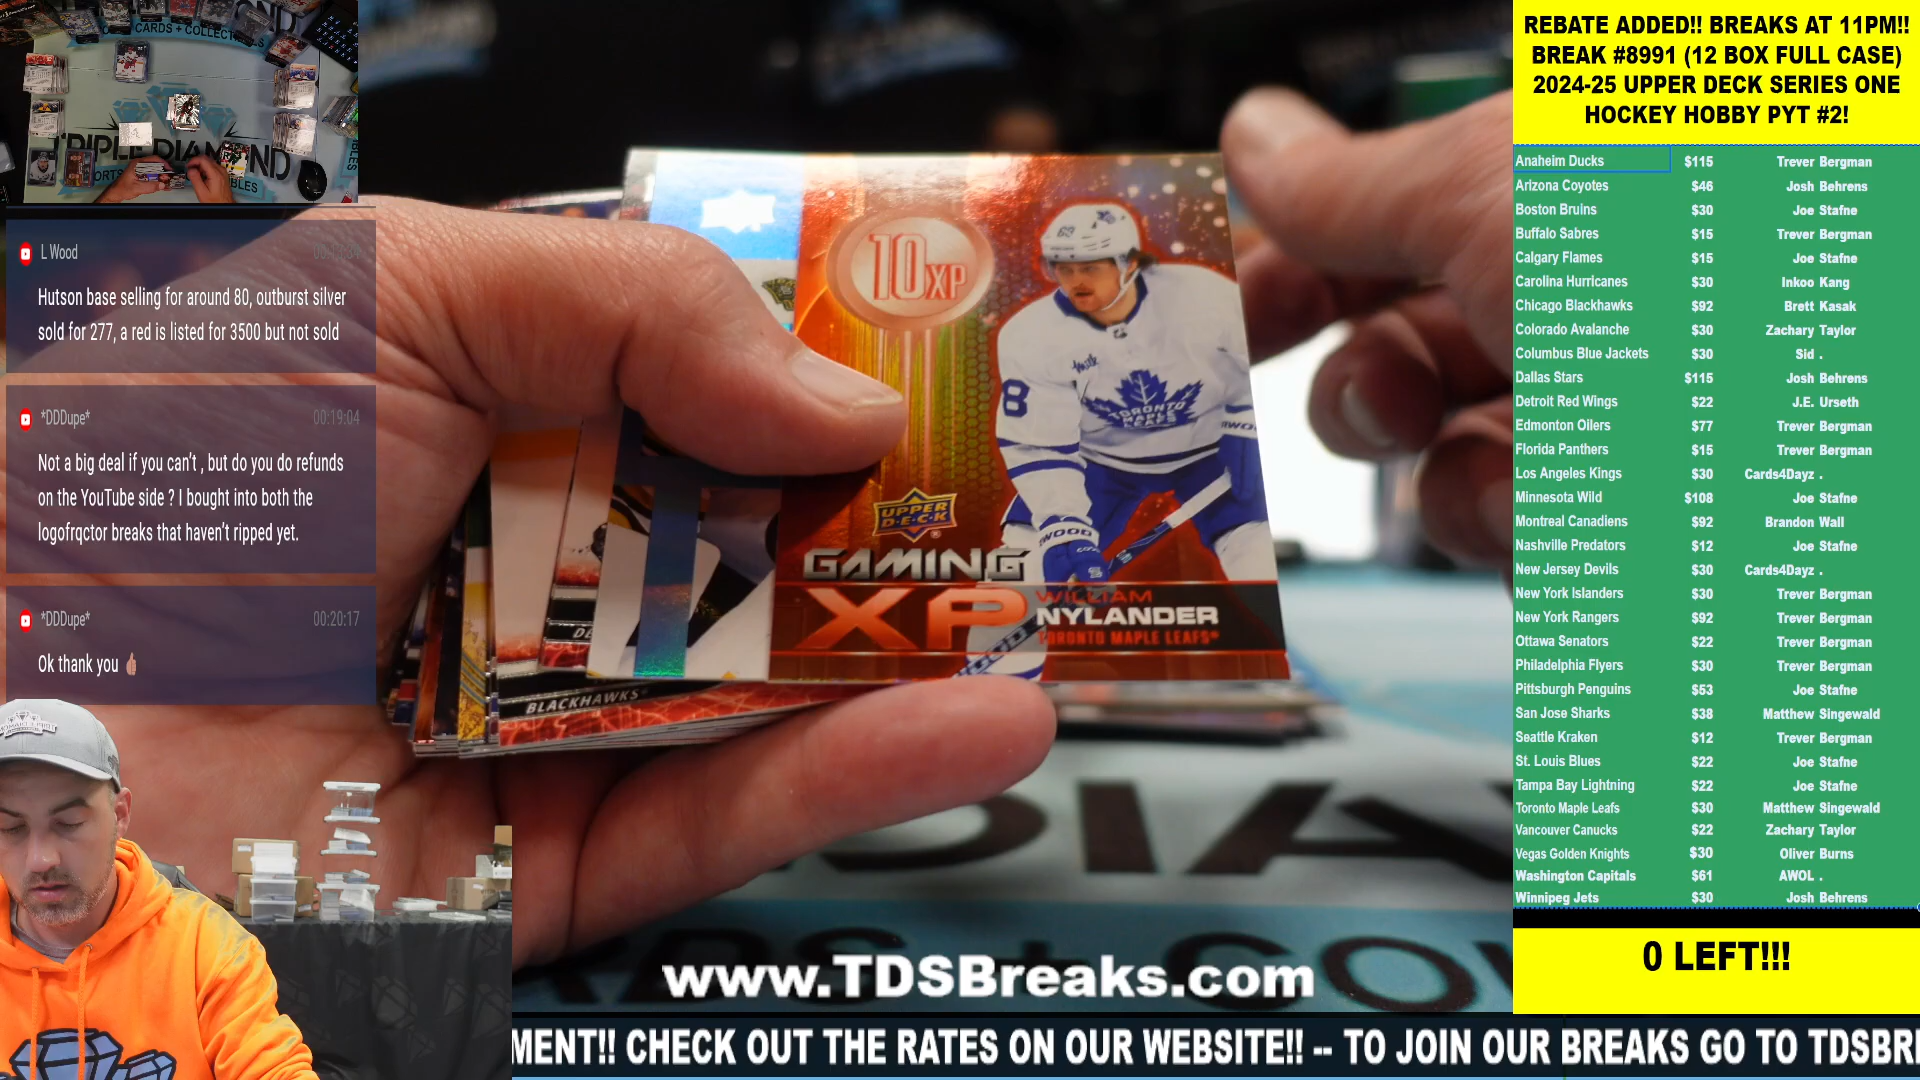 REBATE ADDED!! BREAKS AT 11PM!!
BREAK #8991 (12 BOX FULL CASE)
2024-25 UPPER DECK SERIES ONE
HOCKEY HOBBY PYT #2!
Anaheim Ducks $115 Trever Bergman
Arizona Coyotes $46 Josh Behrens
Boston Bruins $30 Joe Stafne
Buffalo Sabres $15 Trever Bergman
Calgary Flames $15 Joe Stafne
Carolina Hurricanes $30 Inkoo Kang
Chicago Blackhawks $92 Brett Kasak
Colorado Avalanche $30 Zachary Taylor
Columbus Blue Jackets $30 Sid .
Dallas Stars $115 Josh Behrens
Detroit Red Wings $22 J.E. Urseth
Edmonton Oilers $77 Trever Bergman
Florida Panthers $15 Trever Bergman
Los Angeles Kings $30 Cards4Dayz .
Minnesota Wild $108 Joe Stafne
Montreal Canadiens $92 Brandon Wall
Nashville Predators $12 Joe Stafne
New Jersey Devils $30 Cards4Dayz .
New York Islanders $30 Trever Bergman
New York Rangers $92 Trever Bergman
Ottawa Senators $22 Trever Bergman
Philadelphia Flyers $30 Trever Bergman
Pittsburgh Penguins $53 Joe Stafne
San Jose Sharks $38 Matthew Singewald
Seattle Kraken $12 Trever Bergman
St. Louis Blues $22 Joe Stafne
Tampa Bay Lightning $22 Joe Stafne
Toronto Maple Leafs $30 Matthew Singewald
Vancouver Canucks $22 Zachary Taylor
Vegas Golden Knights $30 Oliver Burns
Washington Capitals $61 AWOL .
Winnipeg Jets $30 Josh Behrens
0 LEFT!!!
CARDS + COLLECTIBLES
TRIPLE DIAMOND
L Wood
Hutson base selling for around 80, outburst silver
sold for 277, a red is listed for 3500 but not sold
*DDDupe* 00:19:04
Not a big deal if you can't , but do you do refunds
on the YouTube side ? I bought into both the
logofrqctor breaks that haven't ripped yet.
*DDDupe* 00:20:17
Ok thank you 👍🏼
10XP
69
8
milk
TORONTO
MAPLE
LEAFS
UPPER
DECK
GAMING
XP
WILLIAM
NYLANDER
TORONTO MAPLE LEAFS
BLACKHAWKS
www.TDSBreaks.com
MENT!! CHECK OUT THE RATES ON OUR WEBSITE!! -- TO JOIN OUR BREAKS GO TO TDSBR